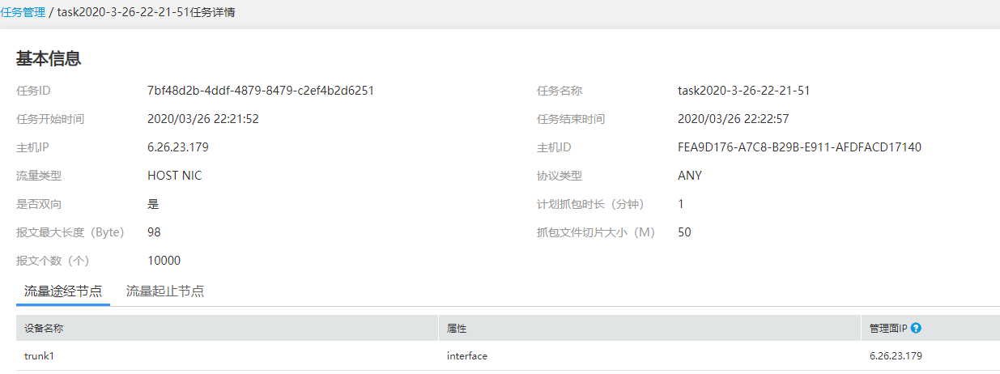 任务管理 / task2020-3-26-22-21-51任务详情
基本信息
任务ID 7bf48d2b-4ddf-4879-8479-c2ef4b2d6251 任务名称 task2020-3-26-22-21-51
任务开始时间 2020/03/26 22:21:52 任务结束时间 2020/03/26 22:22:57
主机IP 6.26.23.179 主机ID FEA9D176-A7C8-B29B-E911-AFDFACD17140
流量类型 HOST NIC 协议类型 ANY
是否双向 是 计划抓包时长（分钟） 1
报文最大长度（Byte） 98 抓包文件切片大小（M） 50
报文个数（个） 10000
流量途经节点 流量起止节点
设备名称 属性 管理面IP ?
trunk1 interface 6.26.23.179